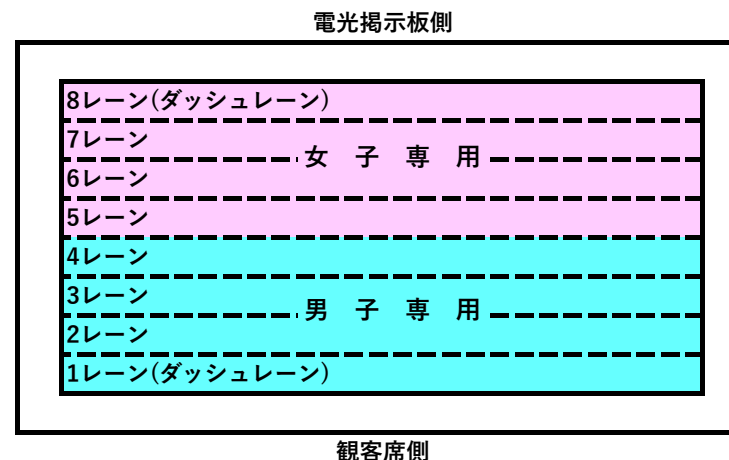 電光掲示板側
8レーン(ダッシュレーン)
7レーン
女 子 専 用
6レーン
5レーン
4レーン
3レーン
男 子 専 用
2レーン
1レーン(ダッシュレーン)
観客席側